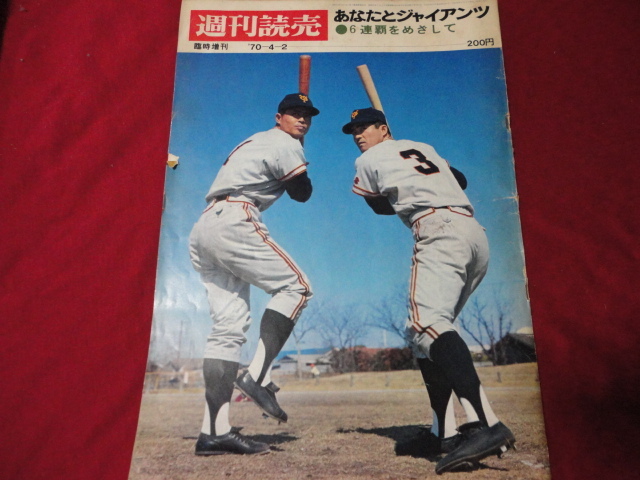 週刊読売
臨時増刊 '70-4-2
あなたとジャイアンツ
●6連覇をめざして
200円
1
3